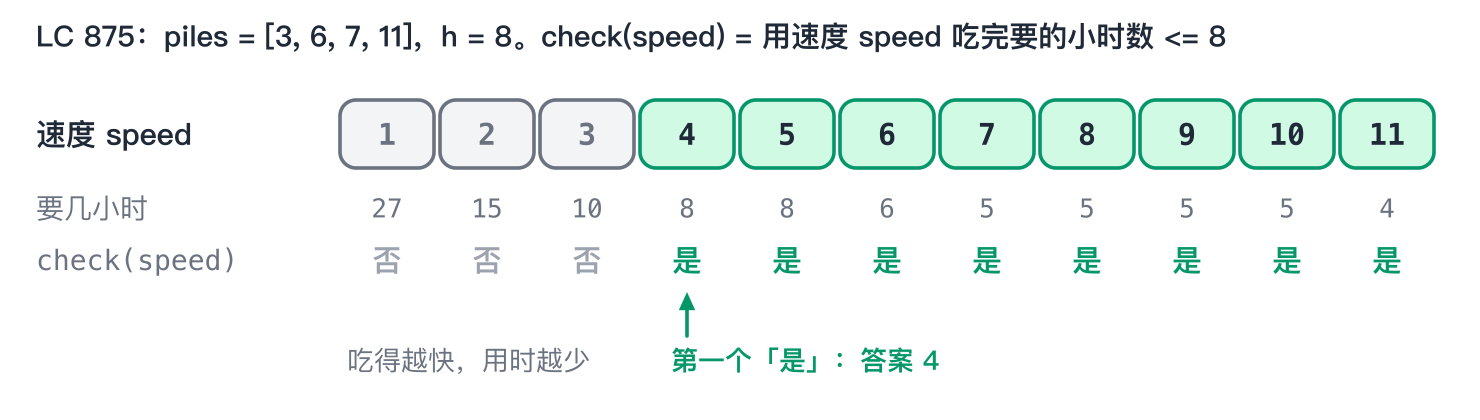 LC 875：piles = [3, 6, 7, 11]，h = 8。check(speed) = 用速度 speed 吃完要的小时数 <= 8
速度 speed 1 2 3 4 5 6 7 8 9 10 11
要几小时 27 15 10 8 8 6 5 5 5 5 4
check(speed) 否 否 否 是 是 是 是 是 是 是 是
吃得越快，用时越少 第一个「是」：答案 4